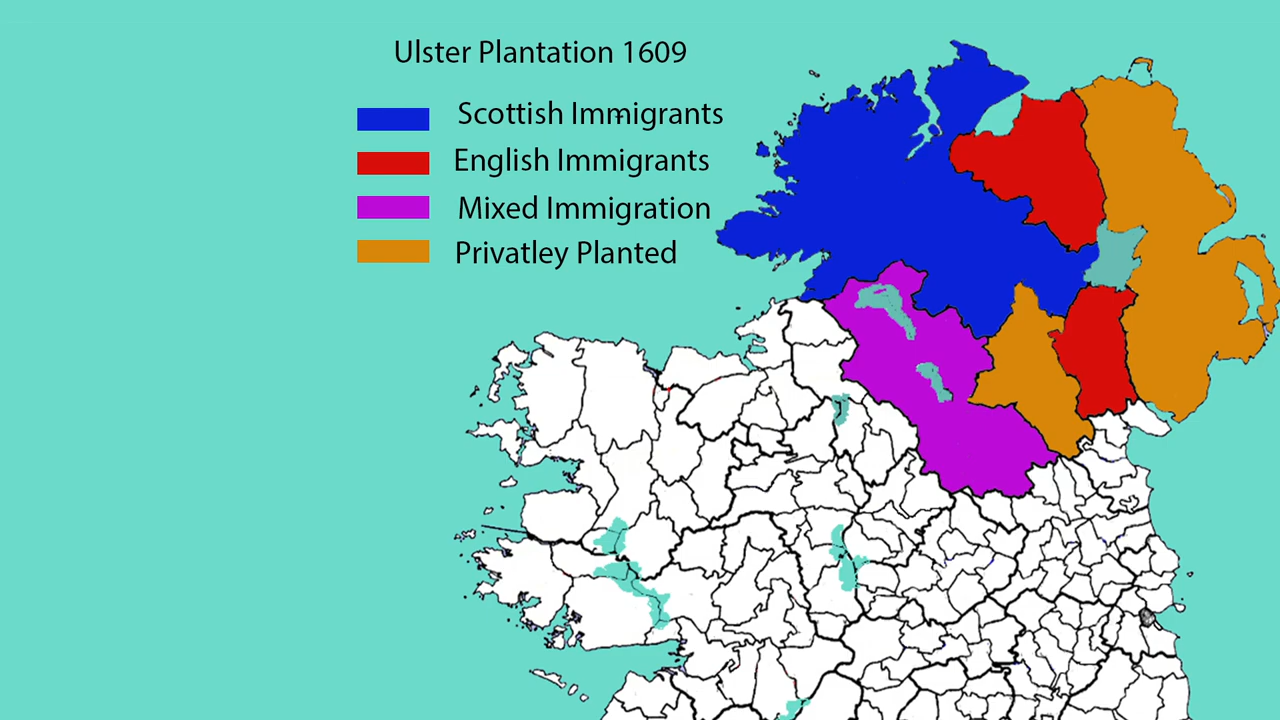 Ulster Plantation 1609
Scottish Immigrants
English Immigrants
Mixed Immigration
Privatley Planted